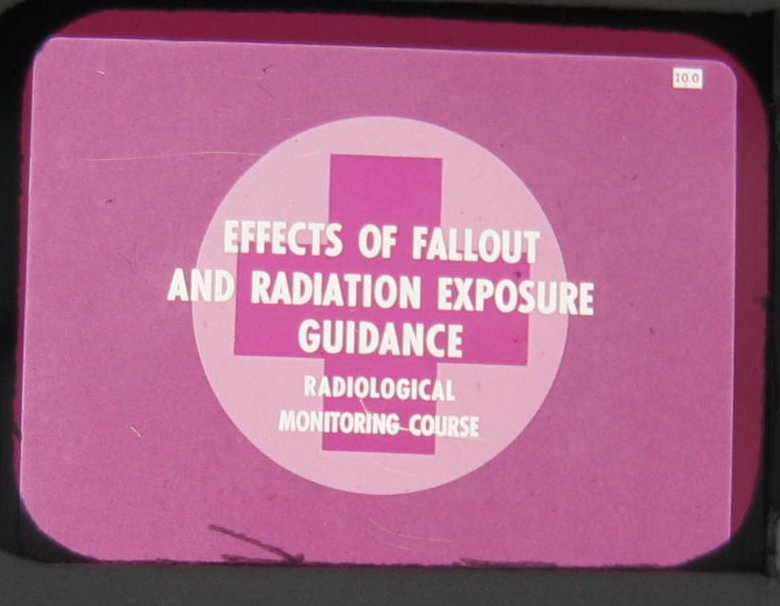 10.0
EFFECTS OF FALLOUT
AND RADIATION EXPOSURE
GUIDANCE
RADIOLOGICAL
MONITORING COURSE